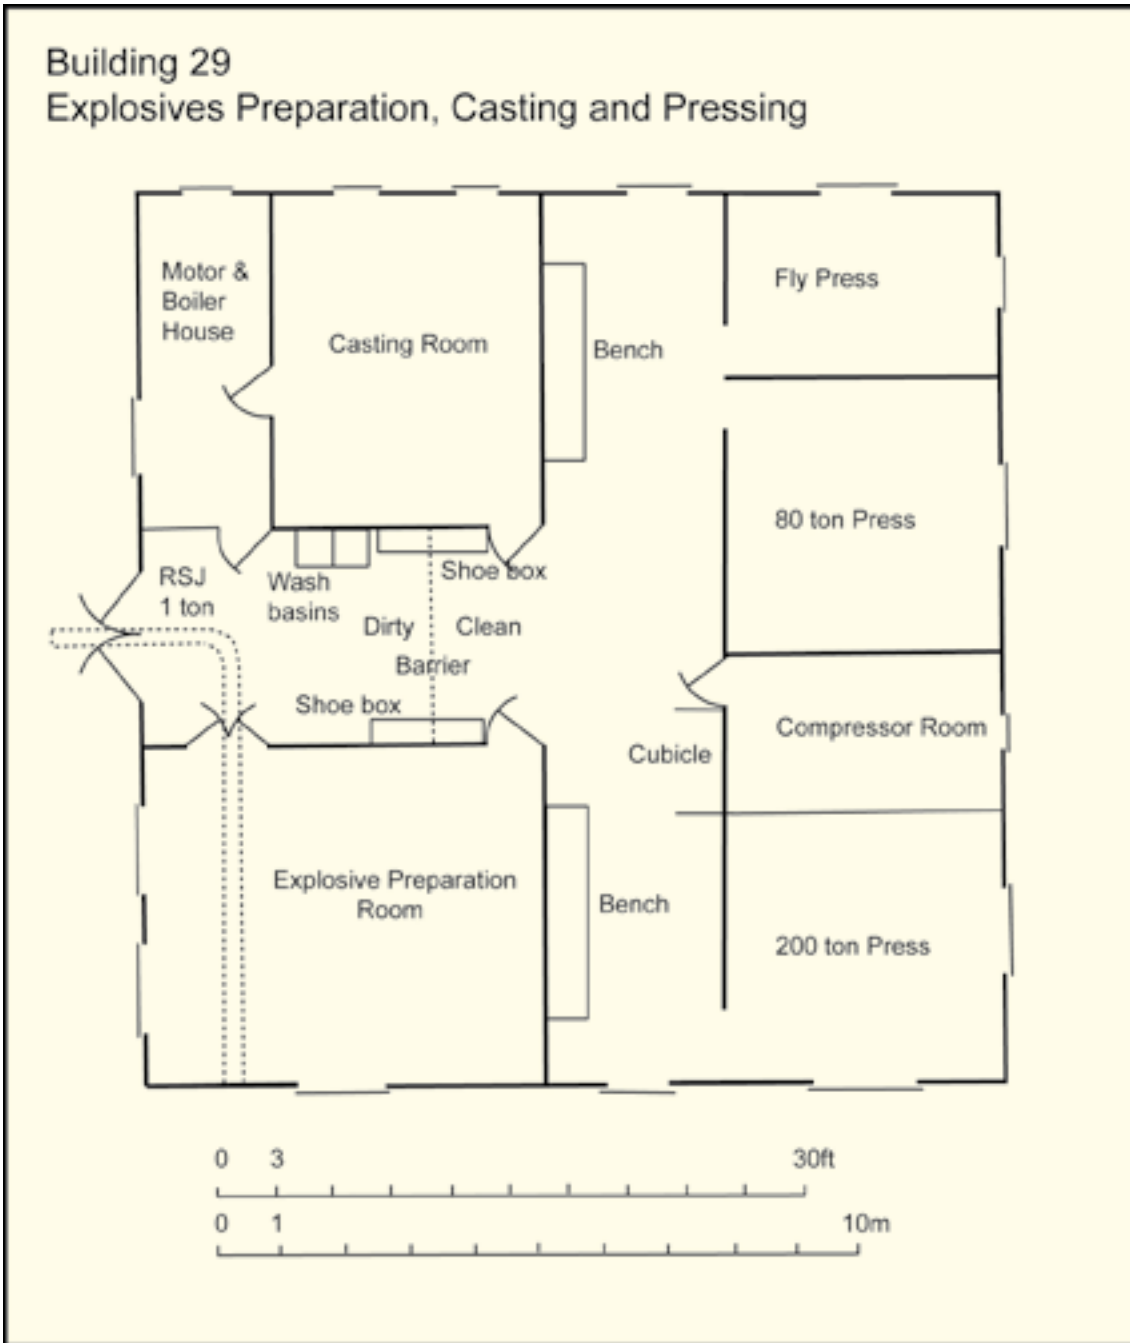 Building 29
Explosives Preparation, Casting and Pressing
Motor &
Boiler
House
Casting Room
Bench
Fly Press
80 ton Press
RSJ
1 ton
Wash
basins
Shoe box
Dirty
Clean
Barrier
Shoe box
Cubicle
Compressor Room
Explosive Preparation
Room
Bench
200 ton Press
0 3 30ft
0 1 10m